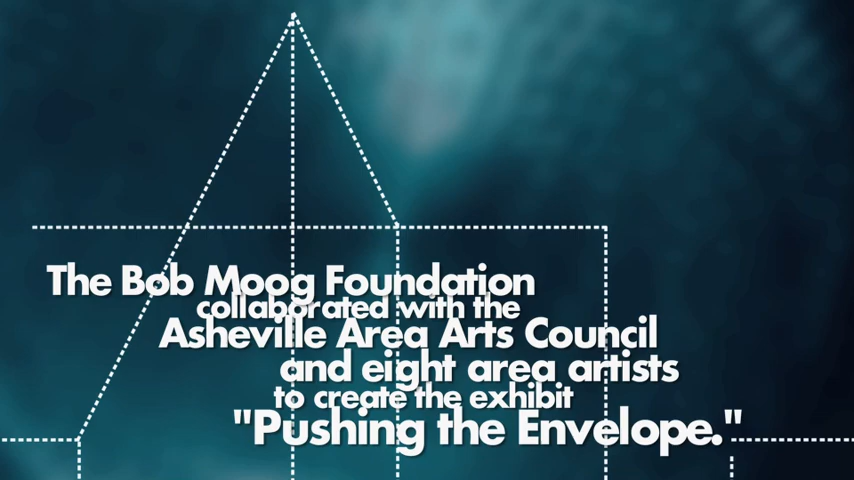 The Bob Moog Foundation
collaborated with the
Asheville Area Arts Council
and eight area artists
to create the exhibit
"Pushing the Envelope."